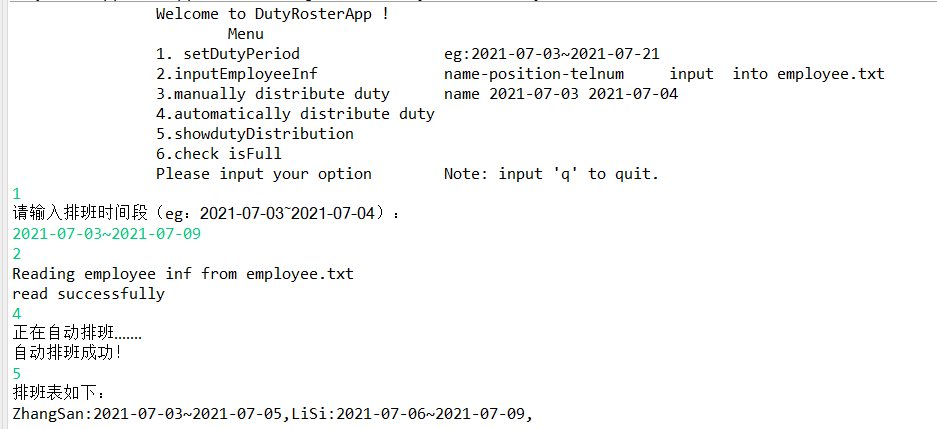 Welcome to DutyRosterApp !
Menu
1. setDutyPeriod eg:2021-07-03~2021-07-21
2.inputEmployeeInf name-position-telnum input into employee.txt
3.manually distribute duty name 2021-07-03 2021-07-04
4.automatically distribute duty
5.showdutyDistribution
6.check isFull
Please input your option Note: input 'q' to quit.
1
请输入排班时间段（eg：2021-07-03~2021-07-04）：
2021-07-03~2021-07-09
2
Reading employee inf from employee.txt
read successfully
4
正在自动排班.......
自动排班成功！
5
排班表如下：
ZhangSan:2021-07-03~2021-07-05,LiSi:2021-07-06~2021-07-09,